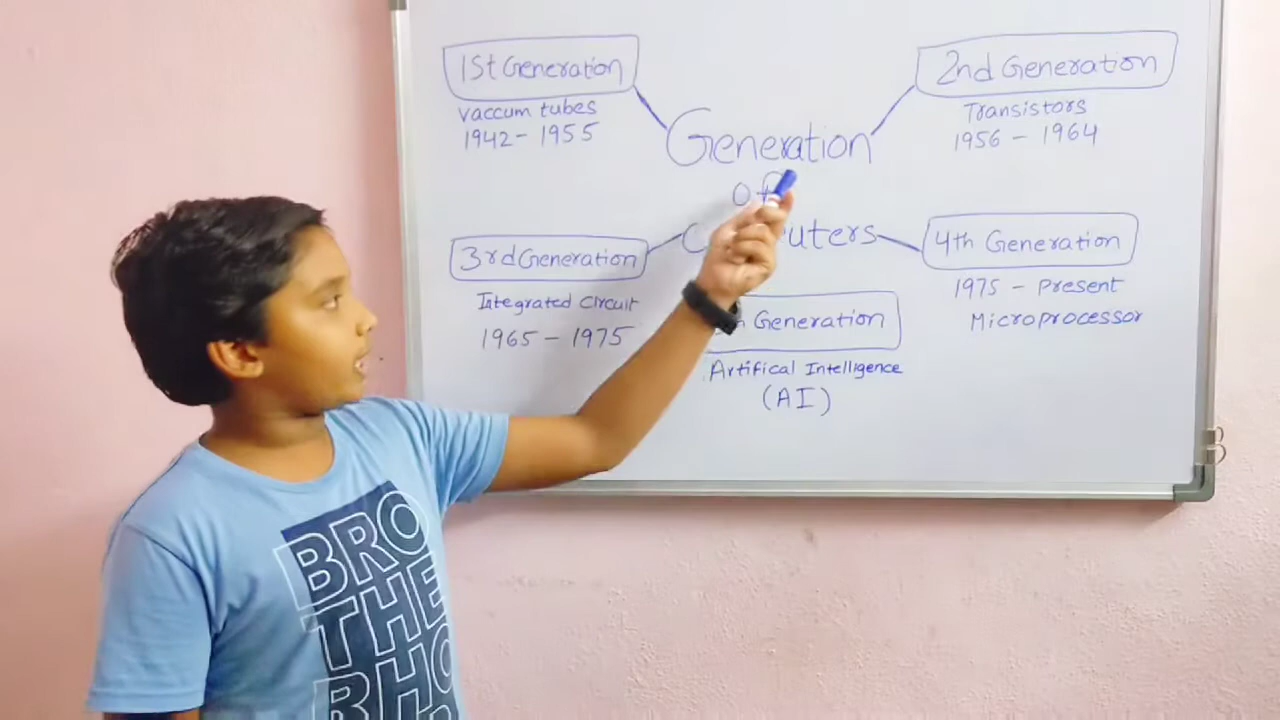 1st Generation
Vaccum tubes
1942 - 1955
2nd Generation
Transistors
1956 - 1964
Generation
of
3rd Generation
Integrated Circuit
1965 - 1975
4th Generation
1975 - Present
Microprocessor
Generation
Artifical Intelligence
(AI)
BRO
THE